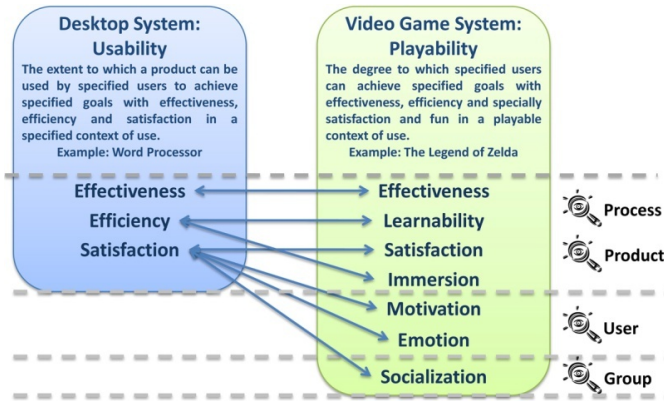 Desktop System:
Usability
The extent to which a product can be
used by specified users to achieve
specified goals with effectiveness,
efficiency and satisfaction in a
specified context of use.
Example: Word Processor
Effectiveness
Efficiency
Satisfaction
Video Game System:
Playability
The degree to which specified users
can achieve specified goals with
effectiveness, efficiency and specially
satisfaction and fun in a playable
context of use.
Example: The Legend of Zelda
Effectiveness
Learnability
Satisfaction
Immersion
Motivation
Emotion
Socialization
Process
Product
User
Group